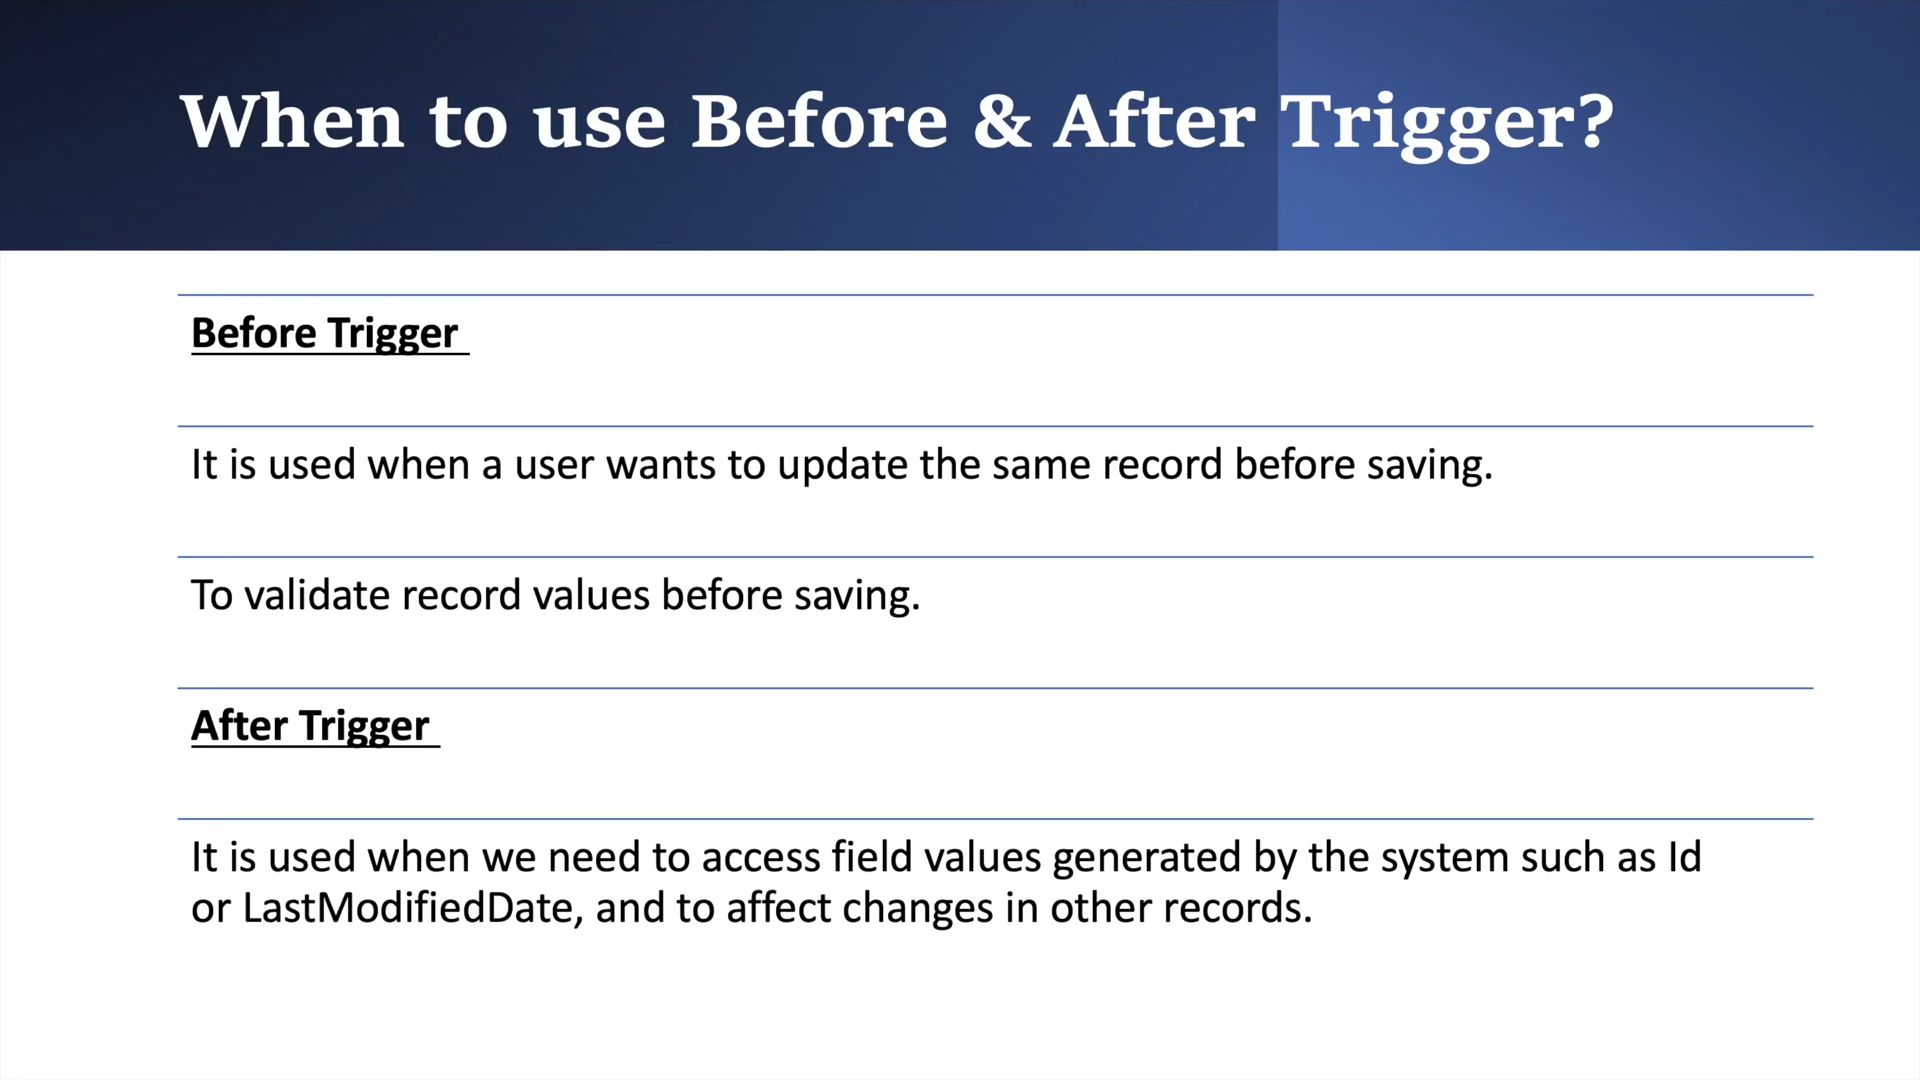 When to use Before & After Trigger?
Before Trigger
It is used when a user wants to update the same record before saving.
To validate record values before saving.
After Trigger
It is used when we need to access field values generated by the system such as Id
or LastModifiedDate, and to affect changes in other records.